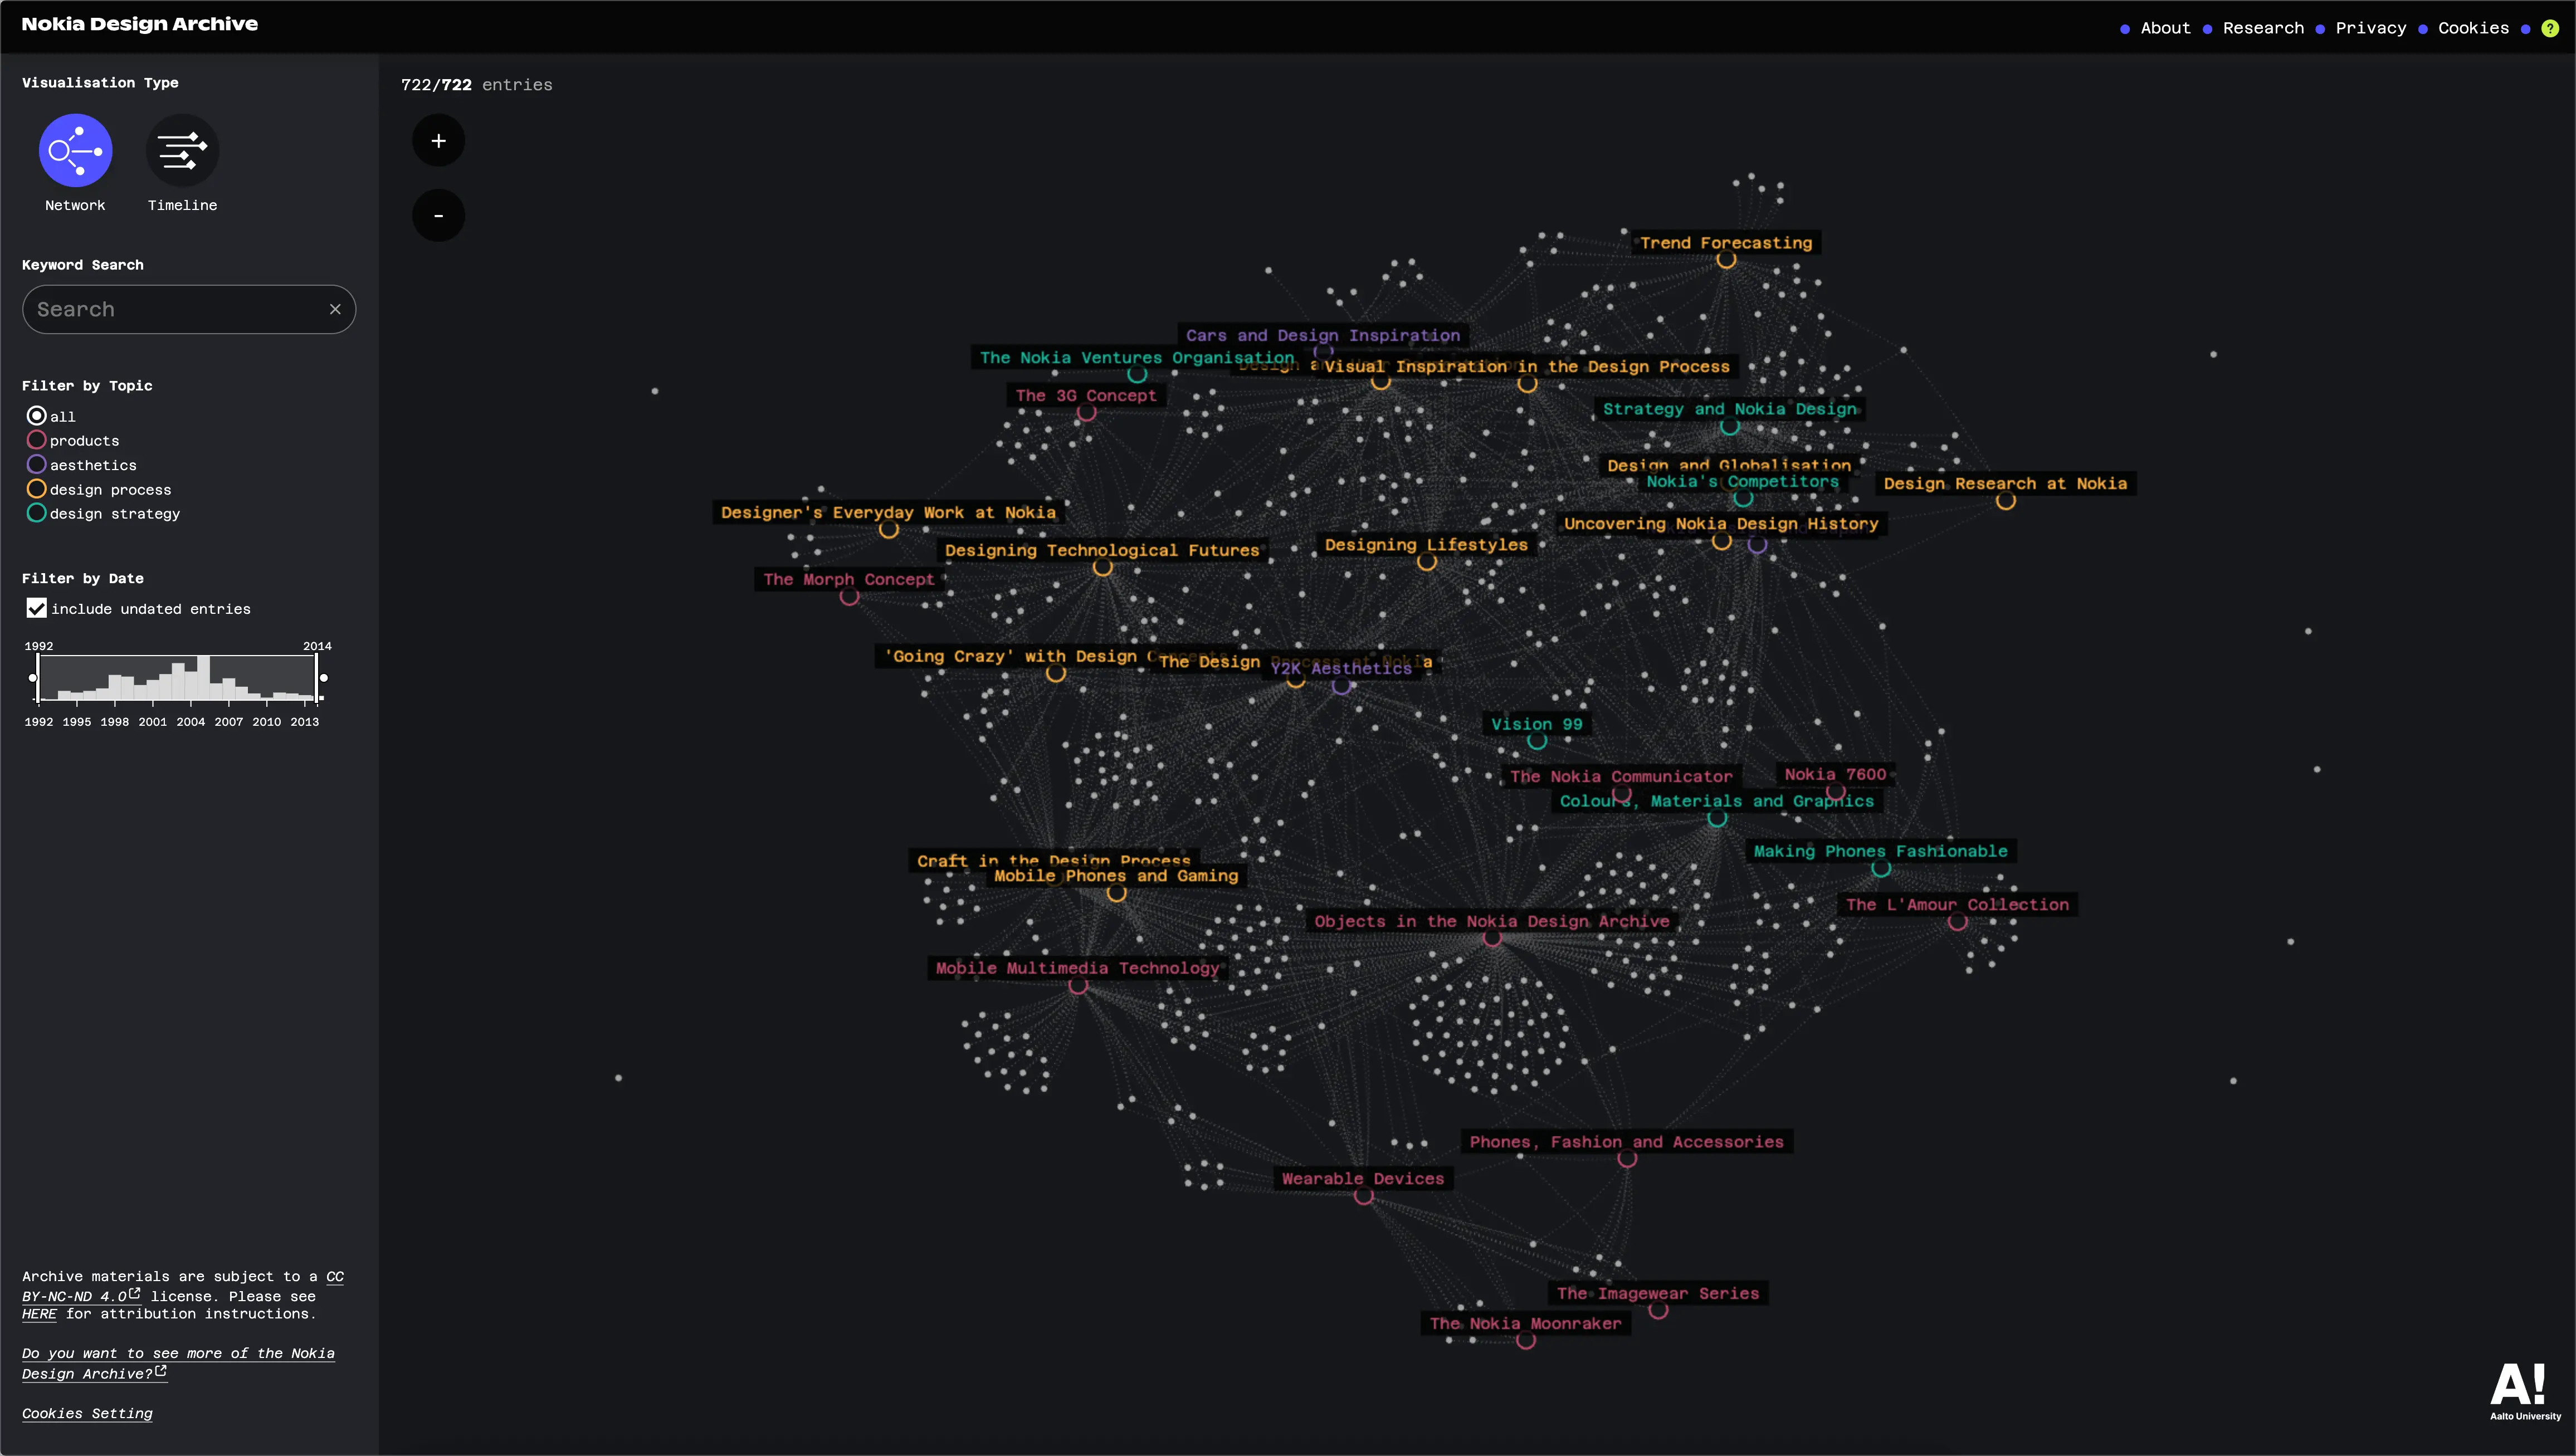 Nokia Design Archive
About
Research
Privacy
Cookies
?
Visualisation Type
Network
Timeline
Keyword Search
Search
Filter by Topic
all
products
aesthetics
design process
design strategy
Filter by Date
include undated entries
1992 2014
1992 1995 1998 2001 2004 2007 2010 2013
Archive materials are subject to a CC
BY-NC-ND 4.0 license. Please see
HERE for attribution instructions.
Do you want to see more of the Nokia
Design Archive?
Cookies Setting
722/722 entries
+
-
Trend Forecasting
Cars and Design Inspiration
The Nokia Ventures Organisation
Visual Inspiration in the Design Process
The 3G Concept
Strategy and Nokia Design
Design and Globalisation
Nokia's Competitors
Design Research at Nokia
Designer's Everyday Work at Nokia
Uncovering Nokia Design History
Designing Technological Futures
Designing Lifestyles
The Morph Concept
'Going Crazy' with Design
The Design
Y2K Aesthetics
Vision 99
The Nokia Communicator
Nokia 7600
Colours, Materials and Graphics
Making Phones Fashionable
Craft in the Design Process
Mobile Phones and Gaming
The L'Amour Collection
Objects in the Nokia Design Archive
Mobile Multimedia Technology
Phones, Fashion and Accessories
Wearable Devices
The Imagewear Series
The Nokia Moonraker
A!
Aalto University